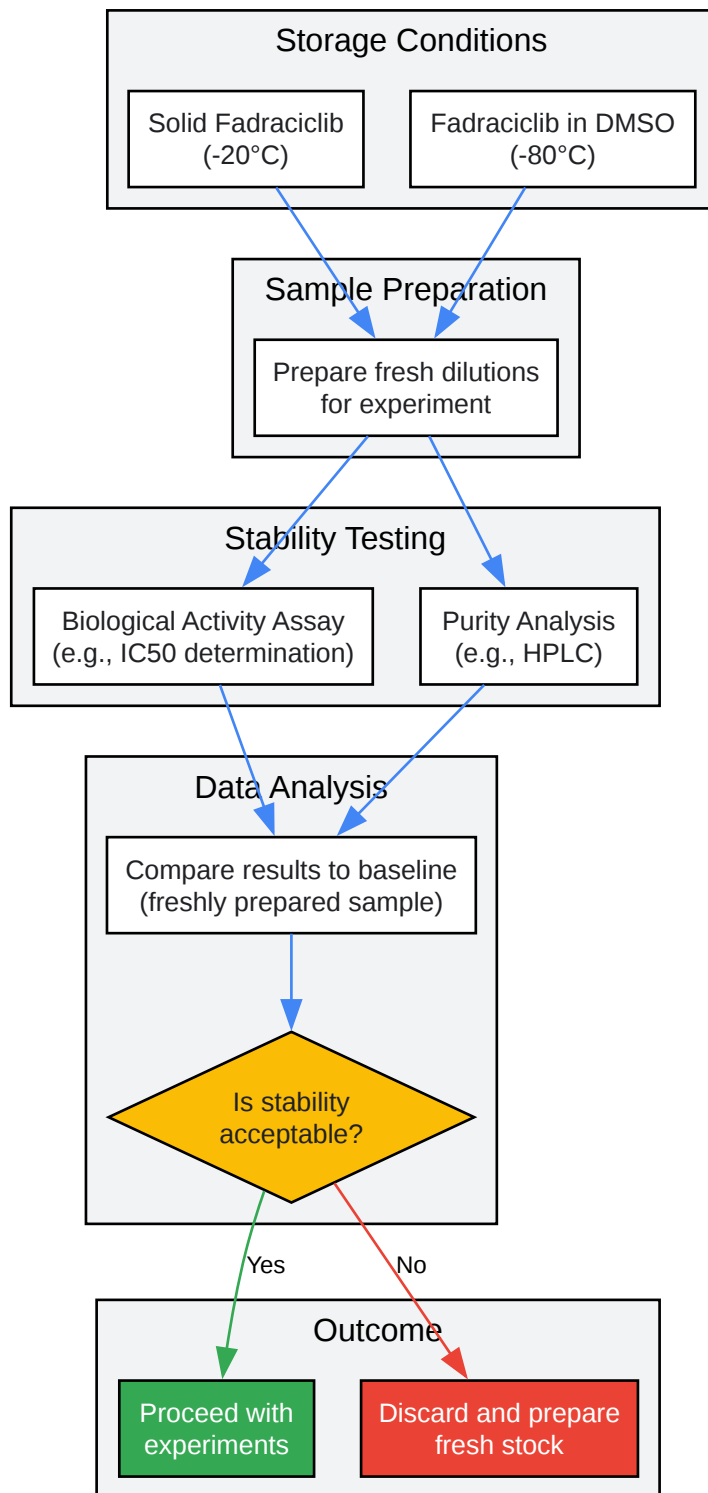 Storage Conditions
Solid Fadraciclib
(-20°C)
Fadraciclib in DMSO
(-80°C)
Sample Preparation
Prepare fresh dilutions
for experiment
Stability Testing
Biological Activity Assay
(e.g., IC50 determination)
Purity Analysis
(e.g., HPLC)
Data Analysis
Compare results to baseline
(freshly prepared sample)
Is stability
acceptable?
Yes
No
Outcome
Proceed with
experiments
Discard and prepare
fresh stock